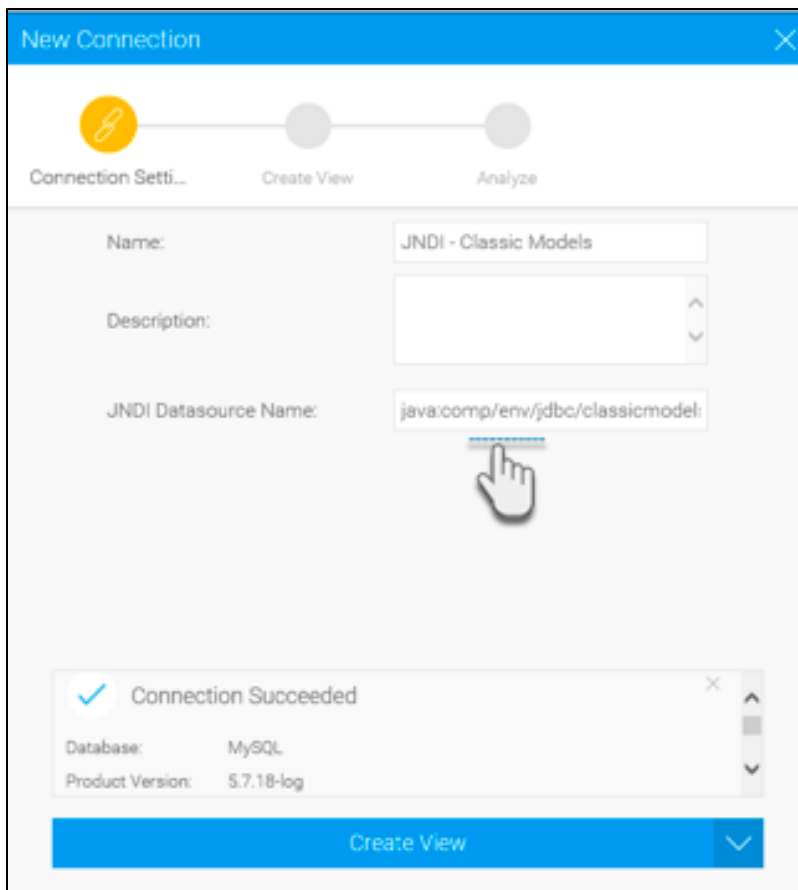 New Connection
Connection Setti...
Create View
Analyze
Name:
JNDI - Classic Models
Description:
JNDI Datasource Name:
java:comp/env/jdbc/classicmodels
Connection Succeeded
Database:
MySQL
Product Version:
5.7.18-log
Create View